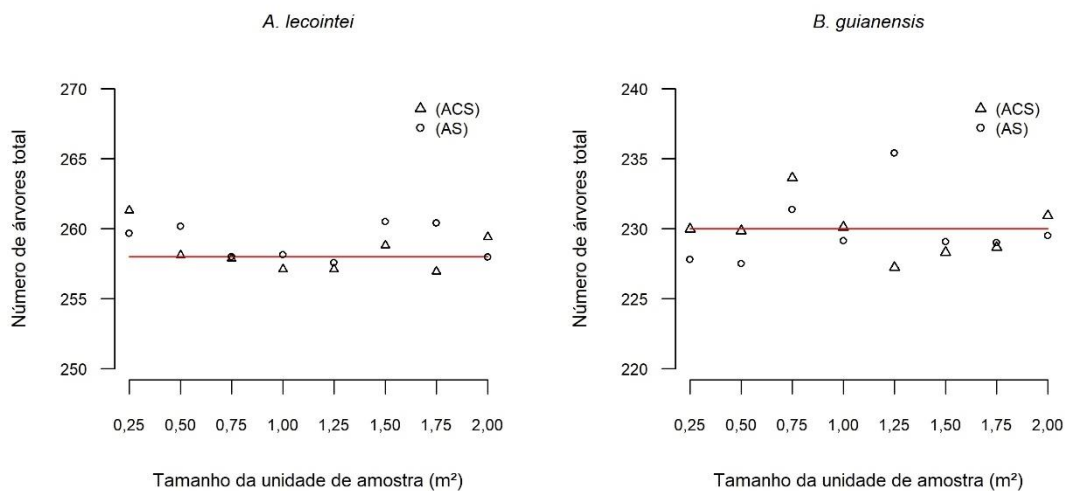 A. lecointei
Número de árvores total
270
265
260
255
250
(ACS)
(AS)
0,25 0,50 0,75 1,00 1,25 1,50 1,75 2,00
Tamanho da unidade de amostra (m²)
B. guianensis
Número de árvores total
240
235
230
225
220
(ACS)
(AS)
0,25 0,50 0,75 1,00 1,25 1,50 1,75 2,00
Tamanho da unidade de amostra (m²)